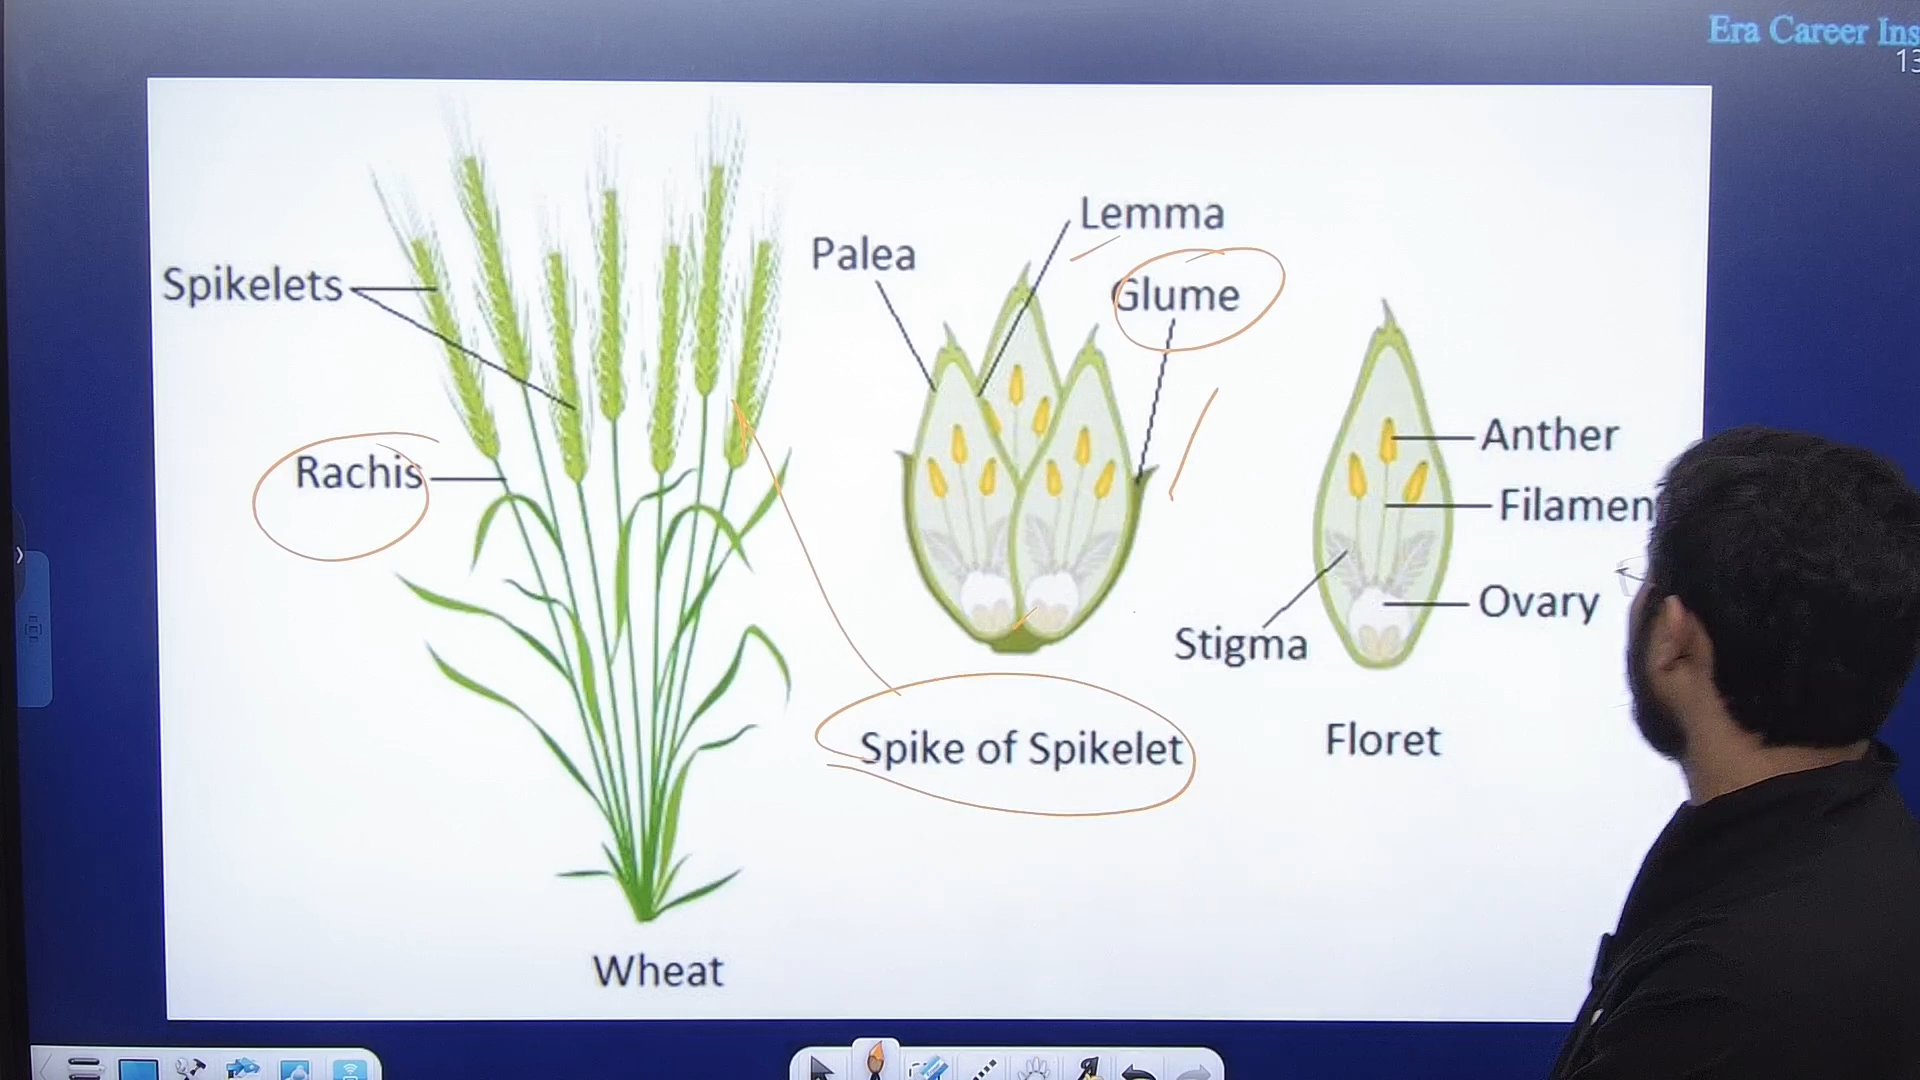 Era Career Ins
13
Lemma
Palea
Glume
Spikelets
Anther
Rachis
Filamen
Ovary
Stigma
Spike of Spikelet
Floret
Wheat